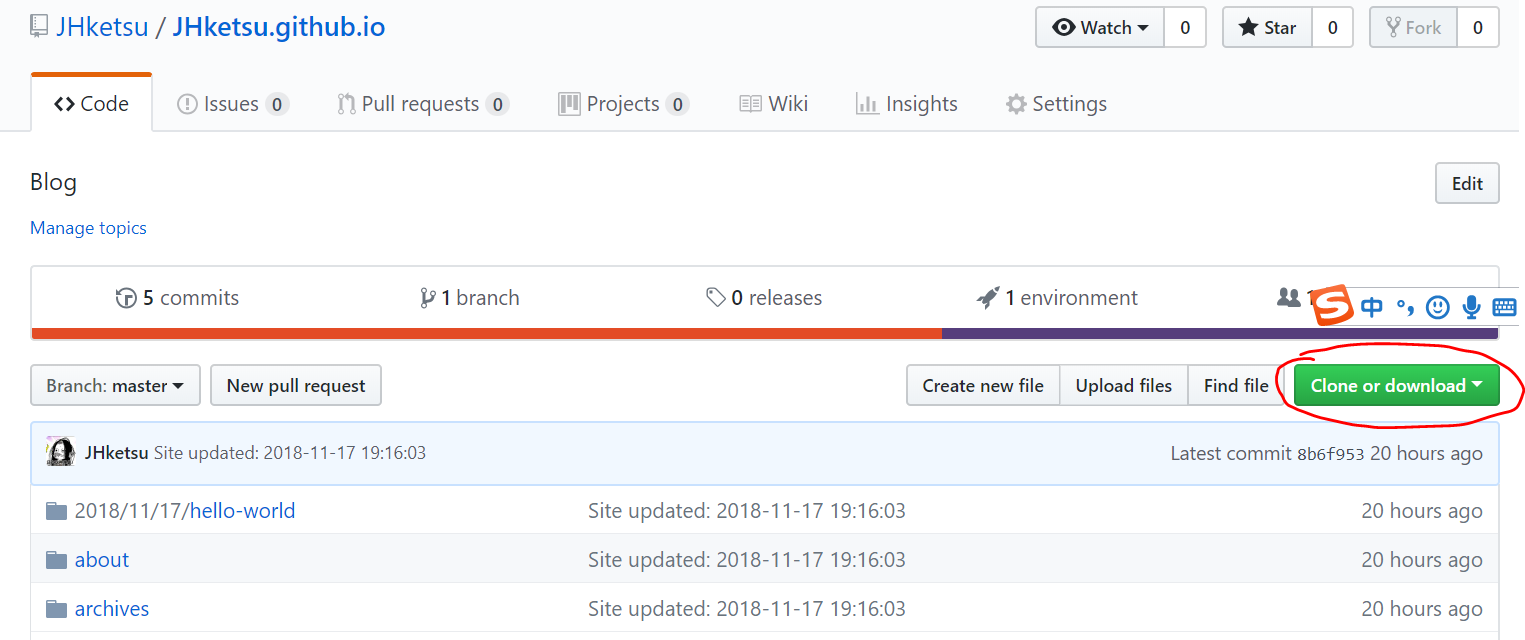 JHketsu / JHketsu.github.io Watch 0 Star 0 Fork 0
Code Issues 0 Pull requests 0 Projects 0 Wiki Insights Settings
Blog Edit
Manage topics
5 commits 1 branch 0 releases 1 environment 1 S 中 °,
Branch: master New pull request Create new file Upload files Find file Clone or download
JHketsu Site updated: 2018-11-17 19:16:03 Latest commit 8b6f953 20 hours ago
2018/11/17/hello-world Site updated: 2018-11-17 19:16:03 20 hours ago
about Site updated: 2018-11-17 19:16:03 20 hours ago
archives Site updated: 2018-11-17 19:16:03 20 hours ago